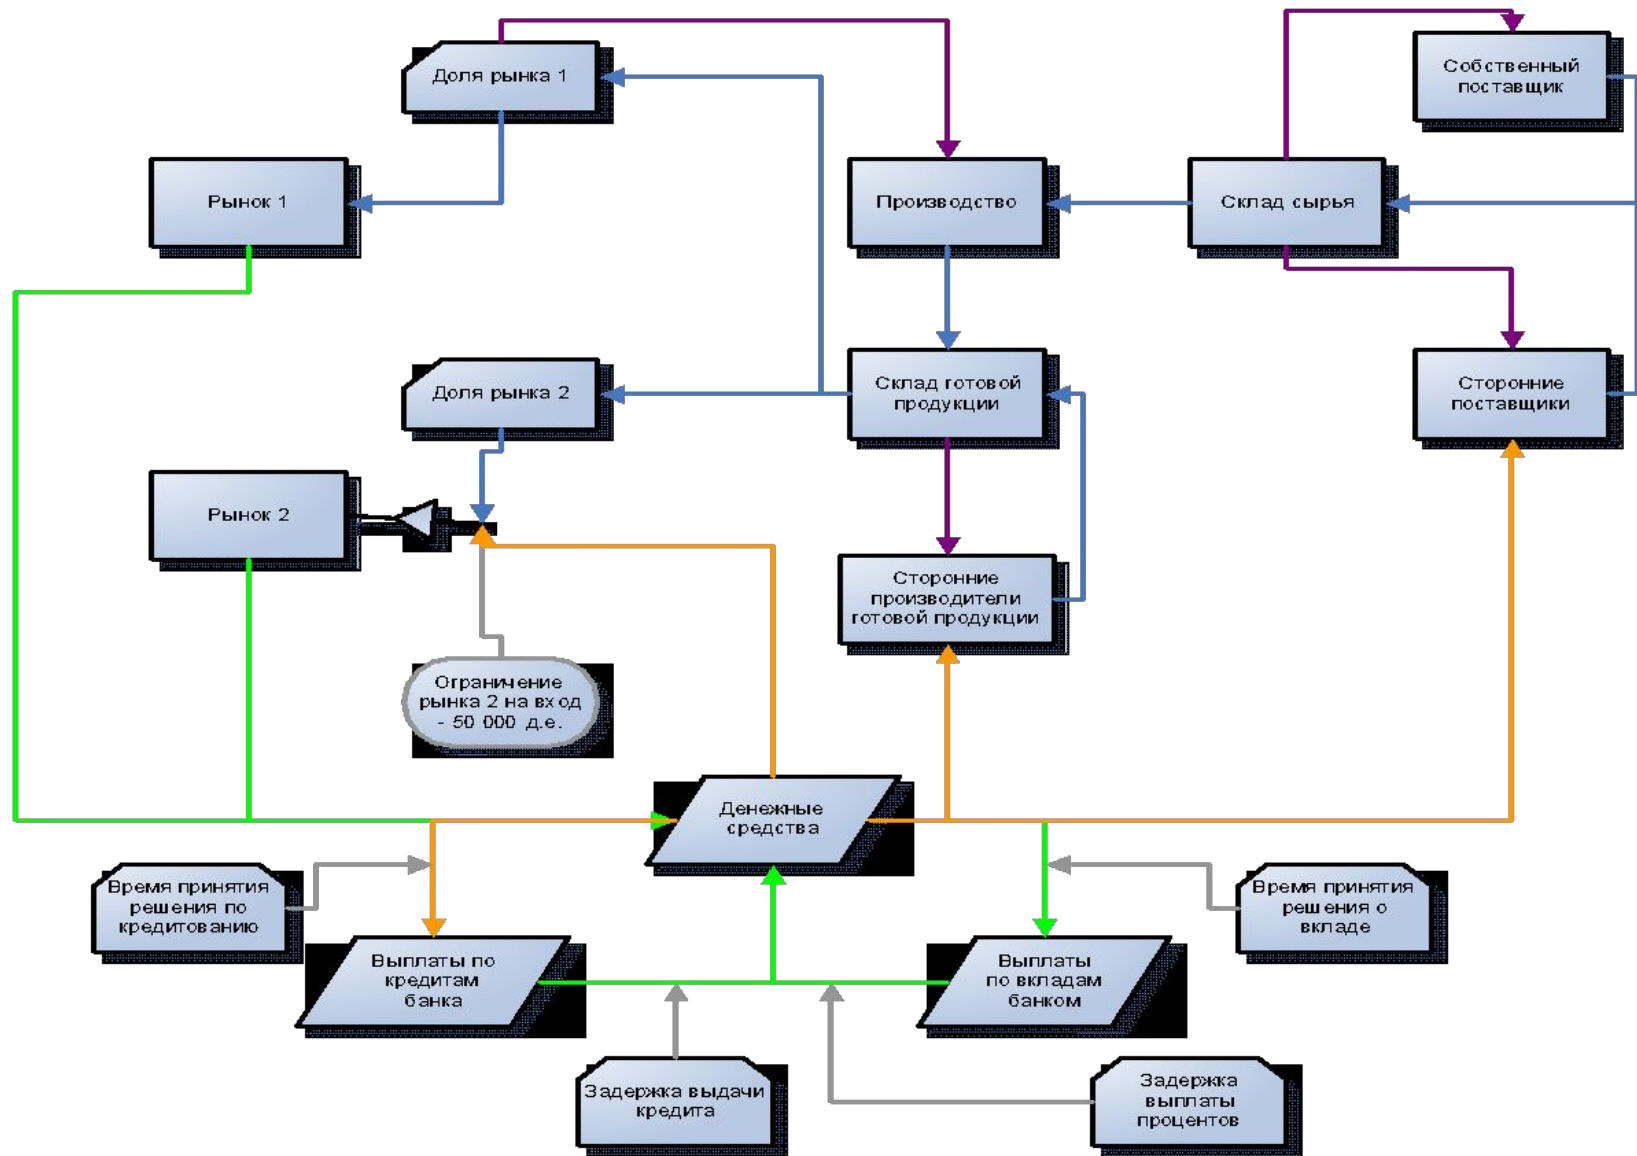 Доля рынка 1
Собственный
поставщик
Рынок 1
Производство
Склад сырья
Доля рынка 2
Склад готовой
продукции
Сторонние
поставщики
Рынок 2
Сторонние
производители
готовой продукции
Ограничение
рынка 2 на вход
- 50 000 д.е.
Денежные
средства
Время принятия
решения по
кредитованию
Время принятия
решения о
вкладе
Выплаты по
кредитам
банка
Выплаты
по вкладам
банком
Задержка выдачи
кредита
Задержка
выплаты
процентов